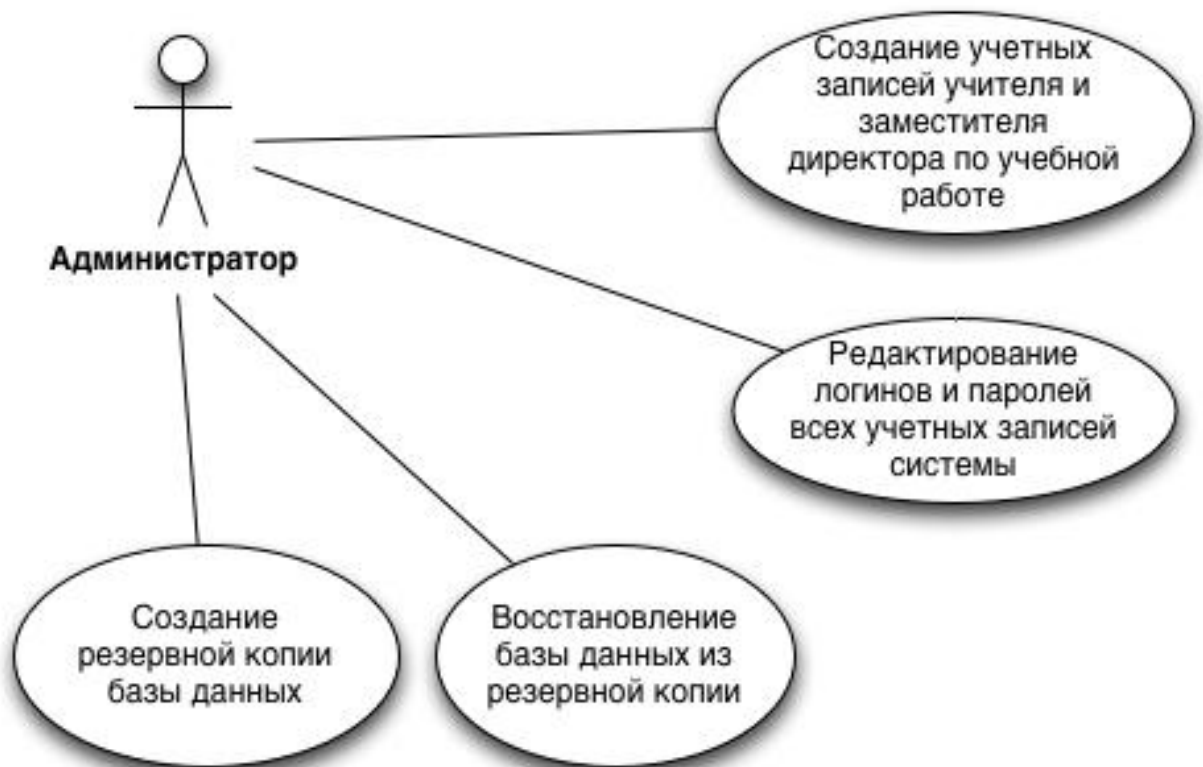 Создание учетных
записей учителя и
заместителя
директора по учебной
работе
Администратор
Редактирование
логинов и паролей
всех учетных записей
системы
Создание
резервной копии
базы данных
Восстановление
базы данных из
резервной копии